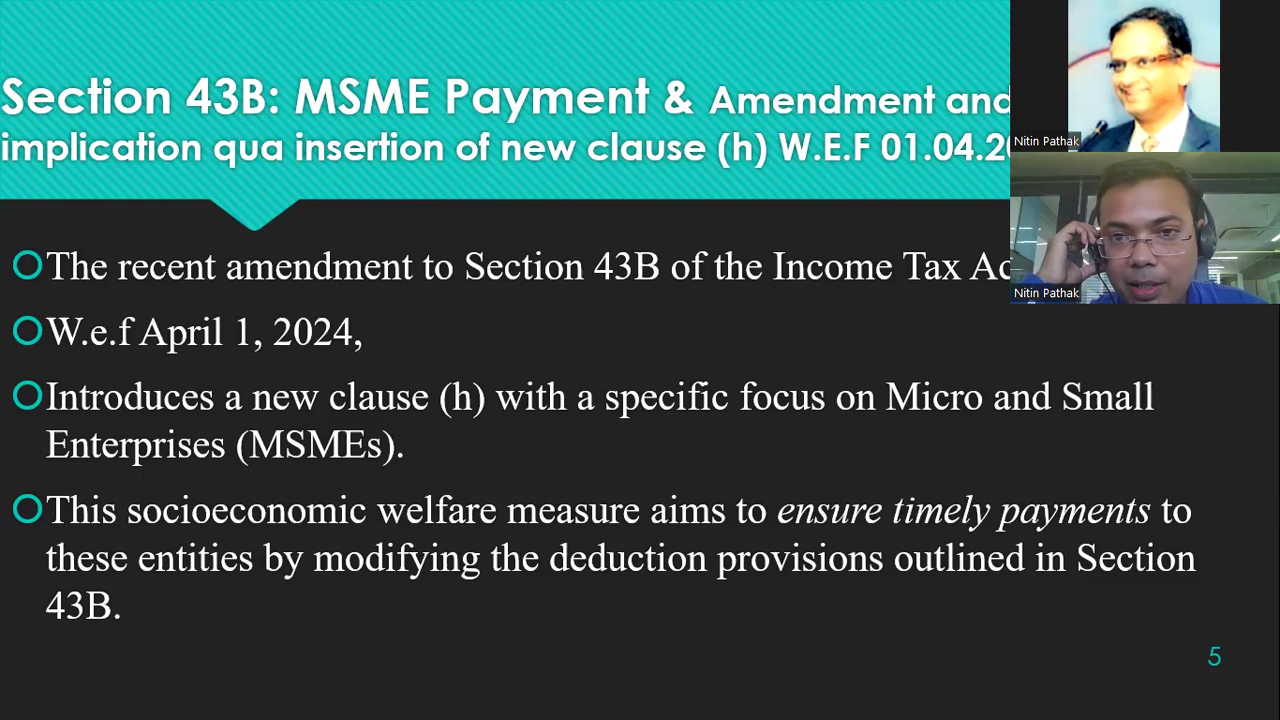 Section 43B: MSME Payment & Amendment and
implication qua insertion of new clause (h) W.E.F 01.04.20
Nitin Pathak
The recent amendment to Section 43B of the Income Tax Ac
Nitin Pathak
W.e.f April 1, 2024,
Introduces a new clause (h) with a specific focus on Micro and Small
Enterprises (MSMEs).
This socioeconomic welfare measure aims to ensure timely payments to
these entities by modifying the deduction provisions outlined in Section
43B.
5